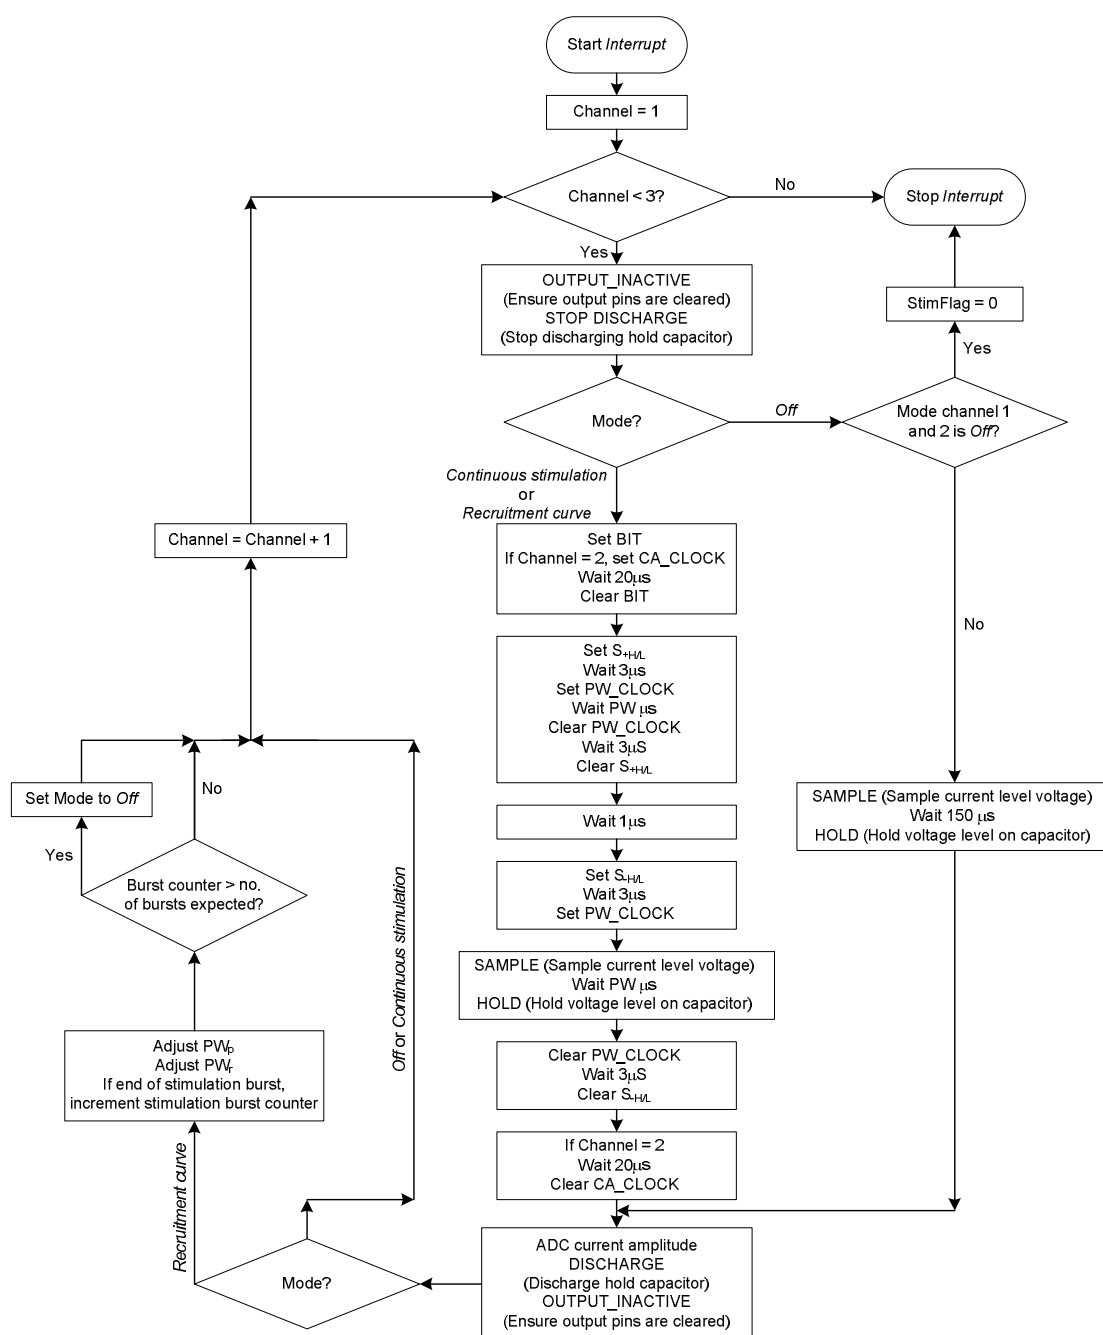 Start Interrupt
Channel = 1
Channel < 3?
No
Stop Interrupt
Yes
OUTPUT_INACTIVE
(Ensure output pins are cleared)
STOP DISCHARGE
(Stop discharging hold capacitor)
StimFlag = 0
Yes
Mode?
Off
Mode channel 1
and 2 is Off?
Continuous stimulation
or
Recruitment curve
Channel = Channel + 1
Set BIT
If Channel = 2, set CA_CLOCK
Wait 20µs
Clear BIT
No
Set S+H/L
Wait 3µs
Set PW_CLOCK
Wait PW µs
Clear PW_CLOCK
Wait 3µS
Clear S+H/L
No
Set Mode to Off
SAMPLE (Sample current level voltage)
Wait 150 µs
HOLD (Hold voltage level on capacitor)
Wait 1µs
Yes
Burst counter > no.
of bursts expected?
Set S-H/L
Wait 3µs
Set PW_CLOCK
Off or Continuous stimulation
SAMPLE (Sample current level voltage)
Wait PW µs
HOLD (Hold voltage level on capacitor)
Adjust PWp
Adjust PWr
If end of stimulation burst,
increment stimulation burst counter
Clear PW_CLOCK
Wait 3µS
Clear S-H/L
If Channel = 2
Wait 20µs
Clear CA_CLOCK
Recruitment curve
Mode?
ADC current amplitude
DISCHARGE
(Discharge hold capacitor)
OUTPUT_INACTIVE
(Ensure output pins are cleared)